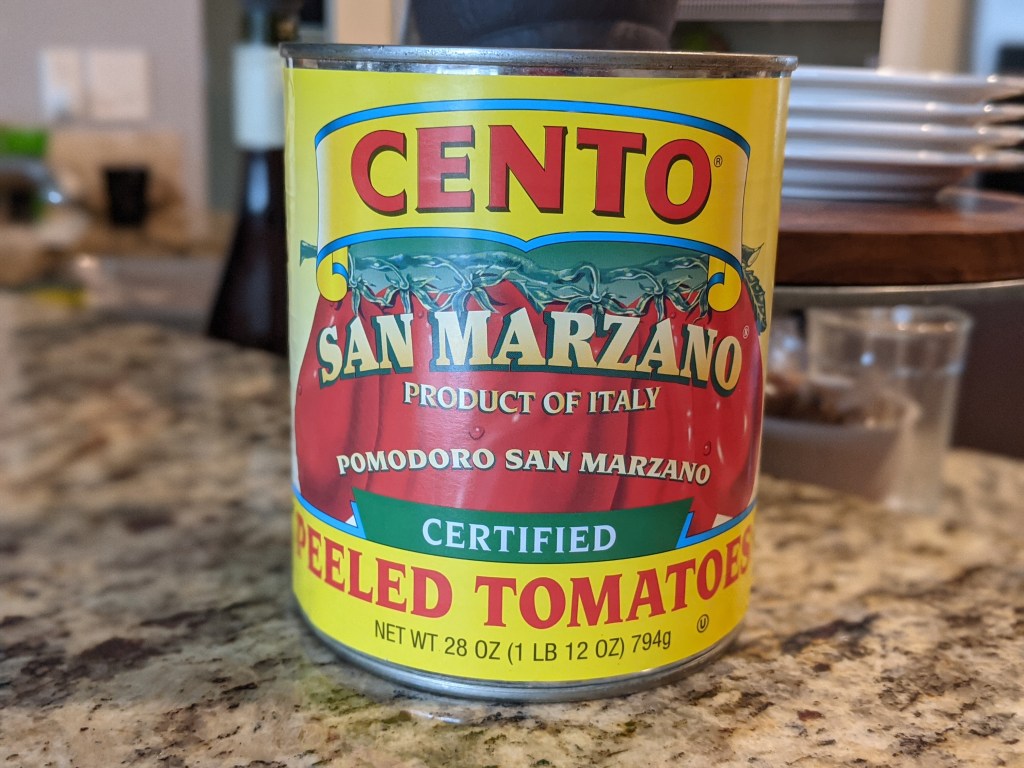 CENTO®
SAN MARZANO®
PRODUCT OF ITALY
POMODORO SAN MARZANO
CERTIFIED
PEELED TOMATOES
NET WT 28 OZ (1 LB 12 OZ) 794g
U